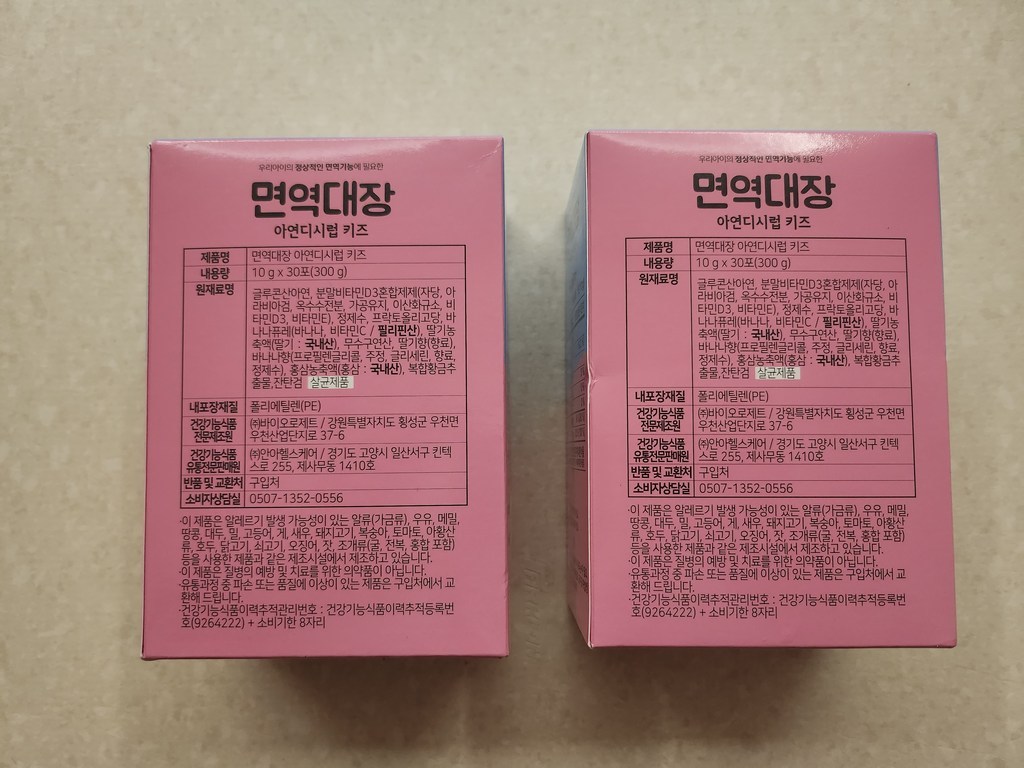 우리아이의 정상적인 면역기능에 필요한
면역대장
아연디시럽 키즈
제품명 면역대장 아연디시럽 키즈
내용량 10 g x 30포(300 g)
원재료명 글루콘산아연, 분말비타민D3혼합제제(자당, 아
라비아검, 옥수수전분, 가공유지, 이산화규소, 비
타민D3, 비타민E), 정제수, 프락토올리고당, 바
나나퓨레(바나나, 비타민C / 필리핀산), 딸기농
축액(딸기 : 국내산), 무수구연산, 딸기향(향료),
바나나향(프로필렌글리콜, 주정, 글리세린, 향료,
정제수), 홍삼농축액(홍삼 : 국내산), 복합황금추
출물,잔탄검 살균제품
내포장재질 폴리에틸렌(PE)
건강기능식품
전문제조원 ㈜바이오로제트 / 강원특별자치도 횡성군 우천면
우천산업단지로 37-6
건강기능식품
유통전문판매원 ㈜안아헬스케어 / 경기도 고양시 일산서구 킨텍
스로 255, 제사무동 1410호
반품 및 교환처 구입처
소비자상담실 0507-1352-0556
·이 제품은 알레르기 발생 가능성이 있는 알류(가금류), 우유, 메밀,
땅콩, 대두, 밀, 고등어, 게, 새우, 돼지고기, 복숭아, 토마토, 아황산
류, 호두, 닭고기, 쇠고기, 오징어, 잣, 조개류(굴, 전복, 홍합 포함)
등을 사용한 제품과 같은 제조시설에서 제조하고 있습니다.
·이 제품은 질병의 예방 및 치료를 위한 의약품이 아닙니다.
·유통과정 중 파손 또는 품질에 이상이 있는 제품은 구입처에서 교
환해 드립니다.
·건강기능식품이력추적관리번호 : 건강기능식품이력추적등록번
호(9264222) + 소비기한 8자리
우리아이의 정상적인 면역기능에 필요한
면역대장
아연디시럽 키즈
제품명 면역대장 아연디시럽 키즈
내용량 10 g x 30포(300 g)
원재료명 글루콘산아연, 분말비타민D3혼합제제(자당, 아
라비아검, 옥수수전분, 가공유지, 이산화규소, 비
타민D3, 비타민E), 정제수, 프락토올리고당, 바
나나퓨레(바나나, 비타민C / 필리핀산), 딸기농
축액(딸기 : 국내산), 무수구연산, 딸기향(향료),
바나나향(프로필렌글리콜, 주정, 글리세린, 향료,
정제수), 홍삼농축액(홍삼 : 국내산), 복합황금추
출물,잔탄검 살균제품
내포장재질 폴리에틸렌(PE)
건강기능식품
전문제조원 ㈜바이오로제트 / 강원특별자치도 횡성군 우천면
우천산업단지로 37-6
건강기능식품
유통전문판매원 ㈜안아헬스케어 / 경기도 고양시 일산서구 킨텍
스로 255, 제사무동 1410호
반품 및 교환처 구입처
소비자상담실 0507-1352-0556
·이 제품은 알레르기 발생 가능성이 있는 알류(가금류), 우유, 메밀,
땅콩, 대두, 밀, 고등어, 게, 새우, 돼지고기, 복숭아, 토마토, 아황산
류, 호두, 닭고기, 쇠고기, 오징어, 잣, 조개류(굴, 전복, 홍합 포함)
등을 사용한 제품과 같은 제조시설에서 제조하고 있습니다.
·이 제품은 질병의 예방 및 치료를 위한 의약품이 아닙니다.
·유통과정 중 파손 또는 품질에 이상이 있는 제품은 구입처에서 교
환해 드립니다.
·건강기능식품이력추적관리번호 : 건강기능식품이력추적등록번
호(9264222) + 소비기한 8자리